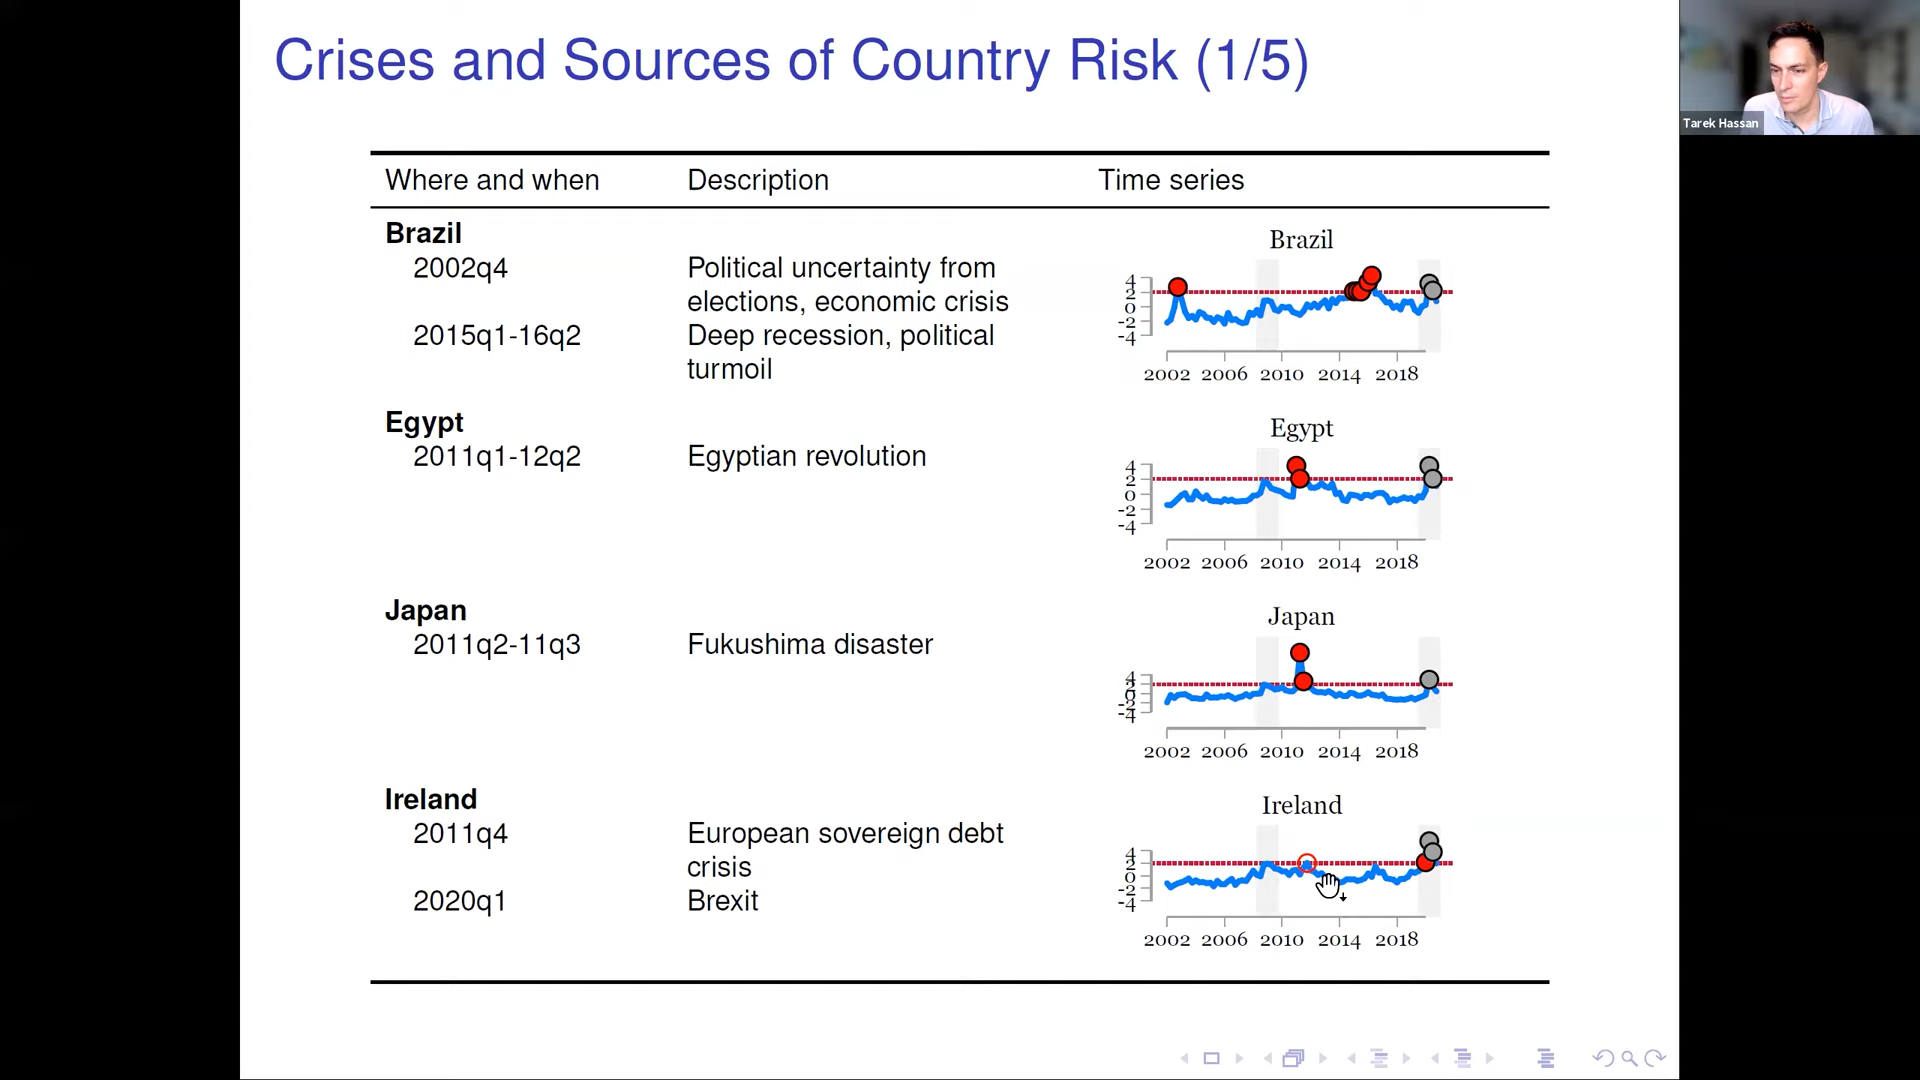 Crises and Sources of Country Risk (1/5)
Tarek Hassan
Where and when Description Time series
Brazil
2002q4 Political uncertainty from
elections, economic crisis
2015q1-16q2 Deep recession, political
turmoil
Brazil
4
2
0
-2
-4
2002 2006 2010 2014 2018
Egypt
2011q1-12q2 Egyptian revolution
Egypt
4
2
0
-2
-4
2002 2006 2010 2014 2018
Japan
2011q2-11q3 Fukushima disaster
Japan
4
2
0
-2
-4
2002 2006 2010 2014 2018
Ireland
2011q4 European sovereign debt
crisis
2020q1 Brexit
Ireland
4
2
0
-2
-4
2002 2006 2010 2014 2018